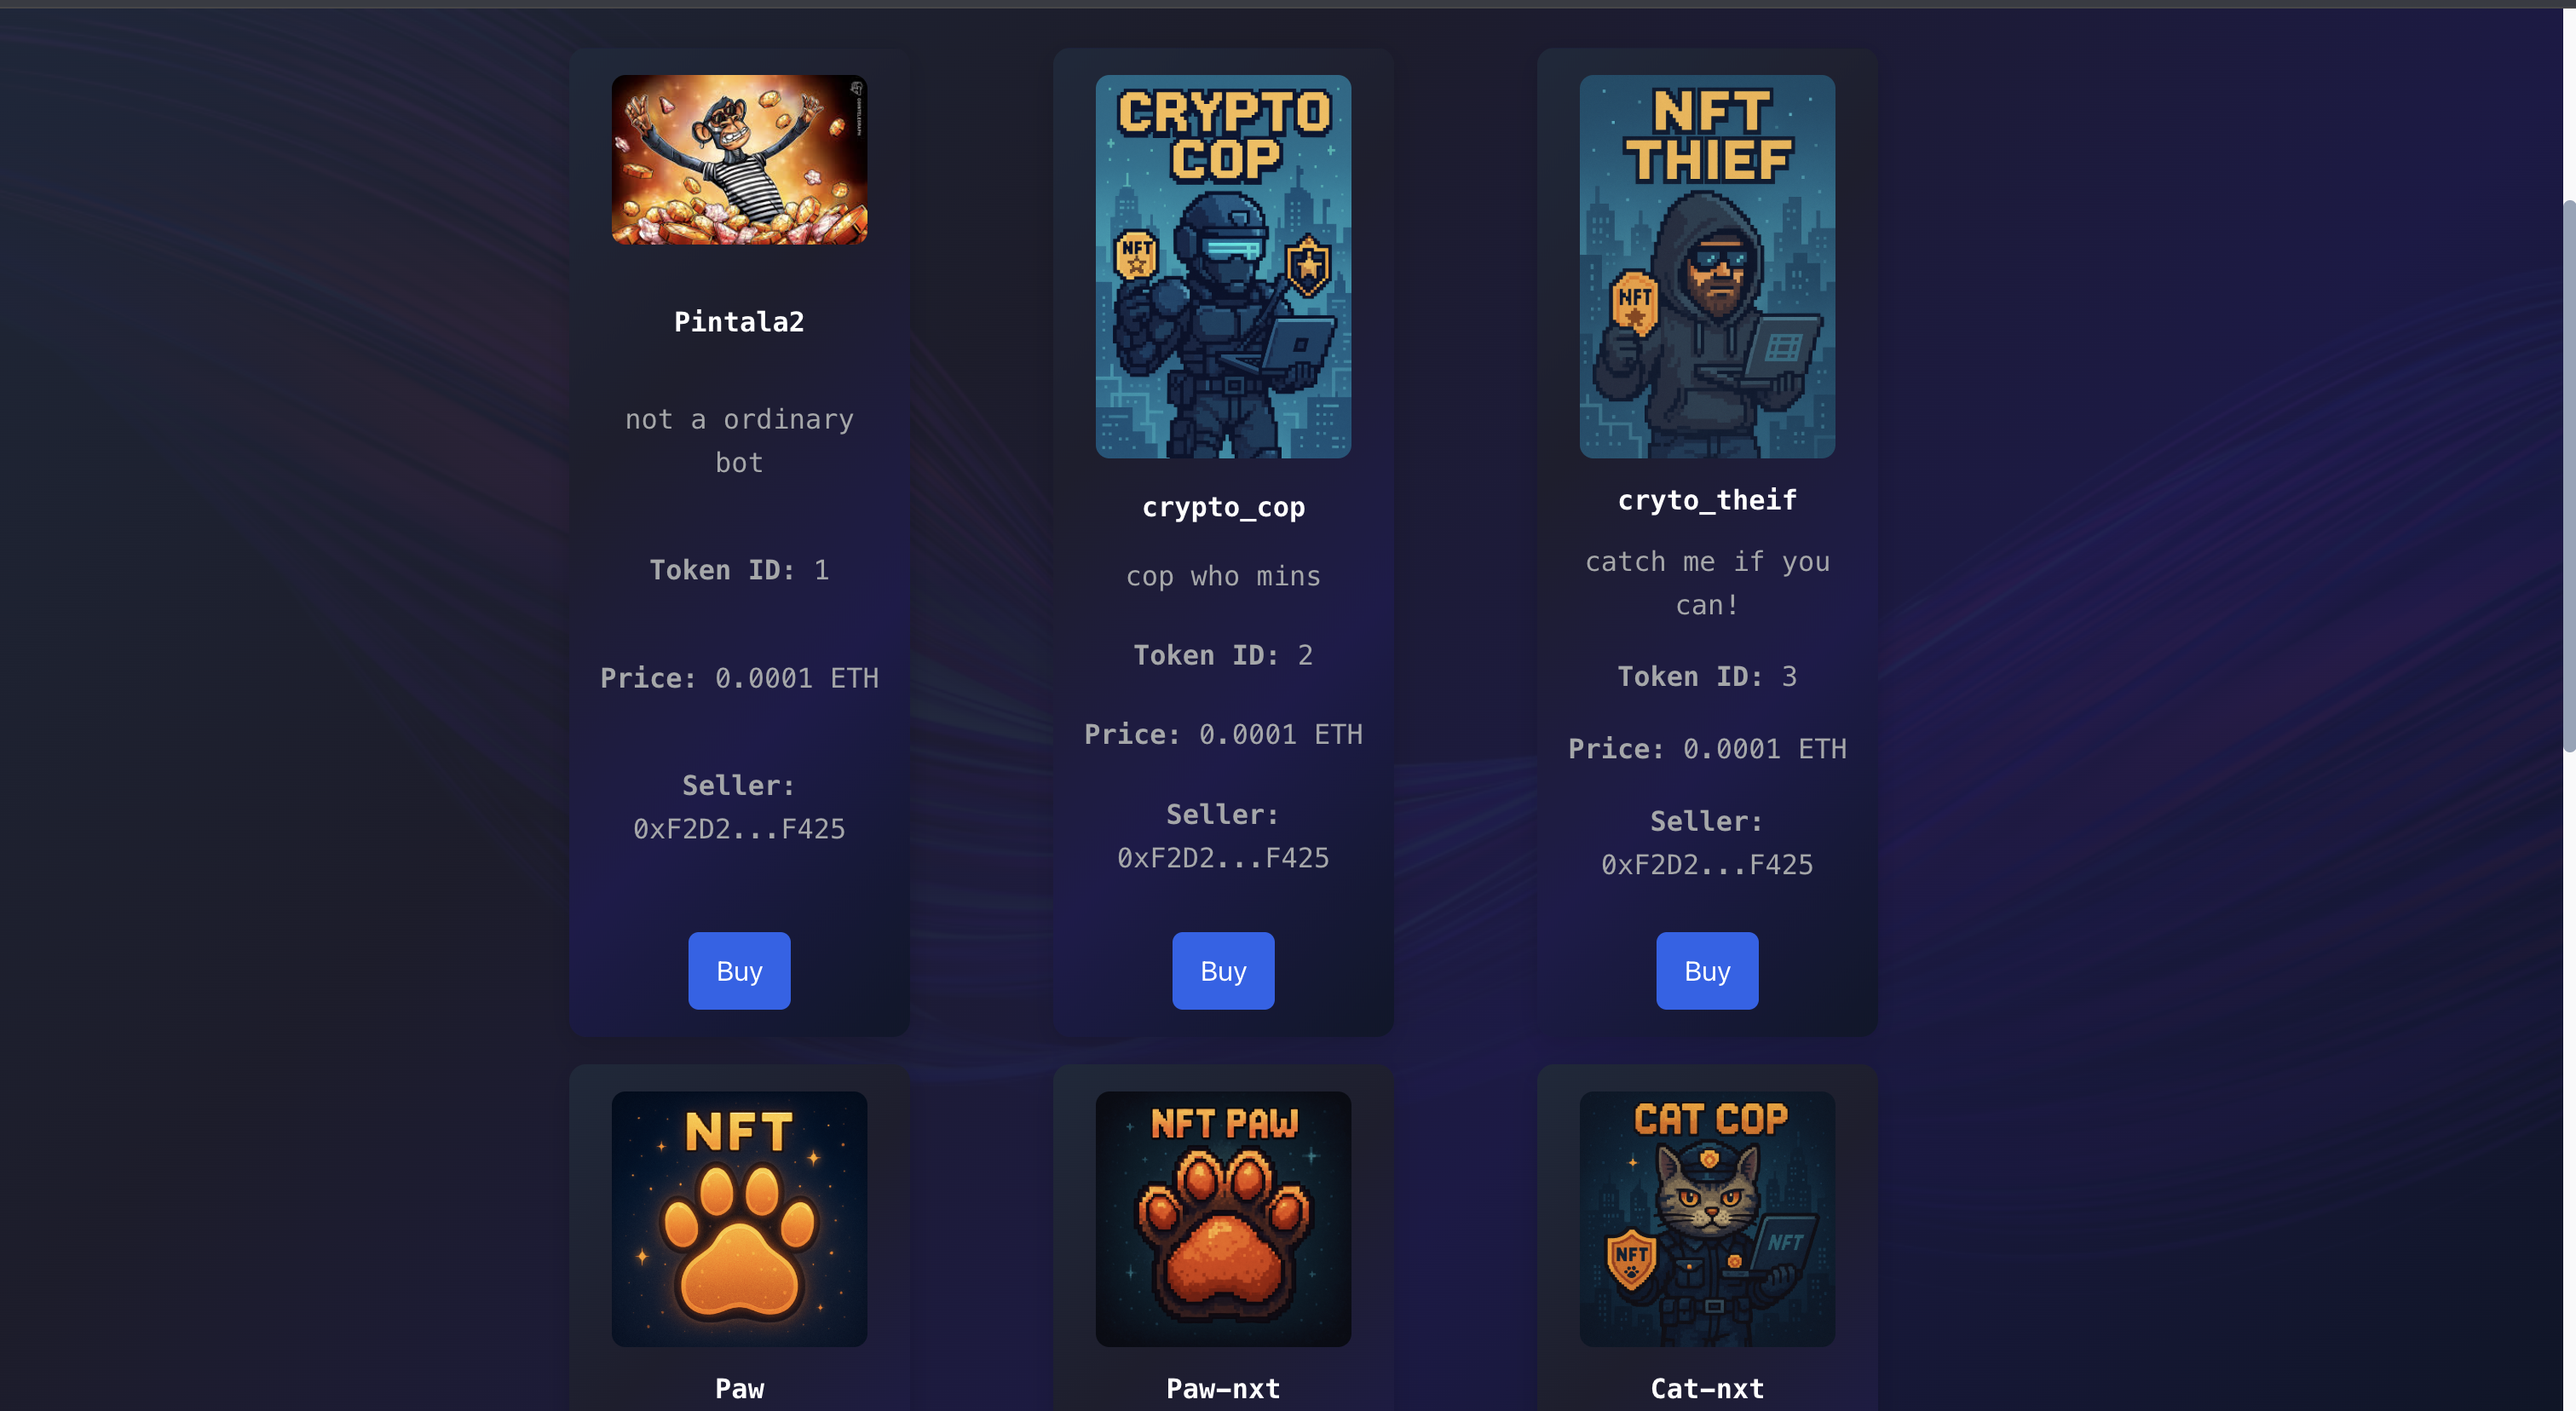 CRYPTO
COP
NFT
NFT
THIEF
NFT
Pintala2
not a ordinary
bot
Token ID: 1
Price: 0.0001 ETH
Seller:
0xF2D2...F425
Buy
crypto_cop
cop who mins
Token ID: 2
Price: 0.0001 ETH
Seller:
0xF2D2...F425
Buy
cryto_theif
catch me if you
can!
Token ID: 3
Price: 0.0001 ETH
Seller:
0xF2D2...F425
Buy
NFT
Paw
NFT PAW
Paw-nxt
CAT COP
NFT
NFT
Cat-nxt